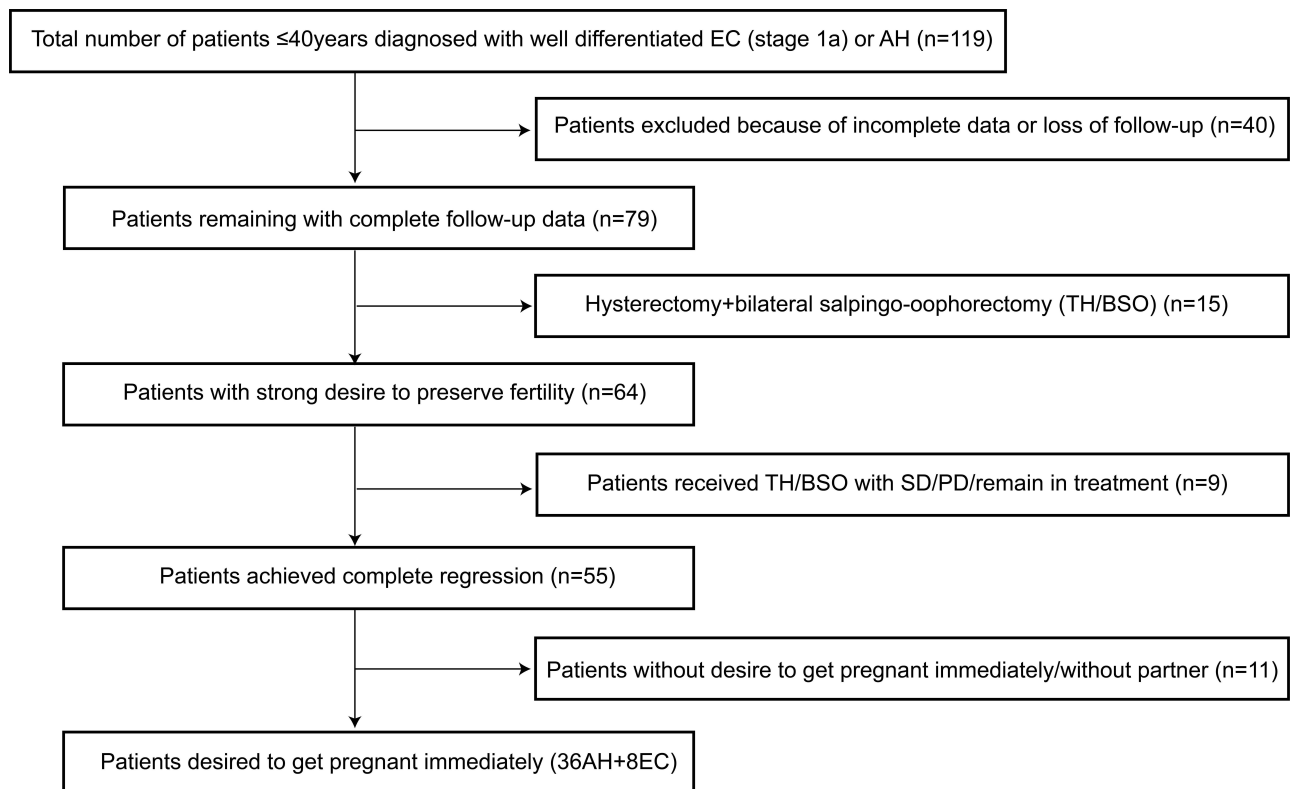 Total number of patients ≤40years diagnosed with well differentiated EC (stage 1a) or AH (n=119)
Patients excluded because of incomplete data or loss of follow-up (n=40)
Patients remaining with complete follow-up data (n=79)
Hysterectomy+bilateral salpingo-oophorectomy (TH/BSO) (n=15)
Patients with strong desire to preserve fertility (n=64)
Patients received TH/BSO with SD/PD/remain in treatment (n=9)
Patients achieved complete regression (n=55)
Patients without desire to get pregnant immediately/without partner (n=11)
Patients desired to get pregnant immediately (36AH+8EC)